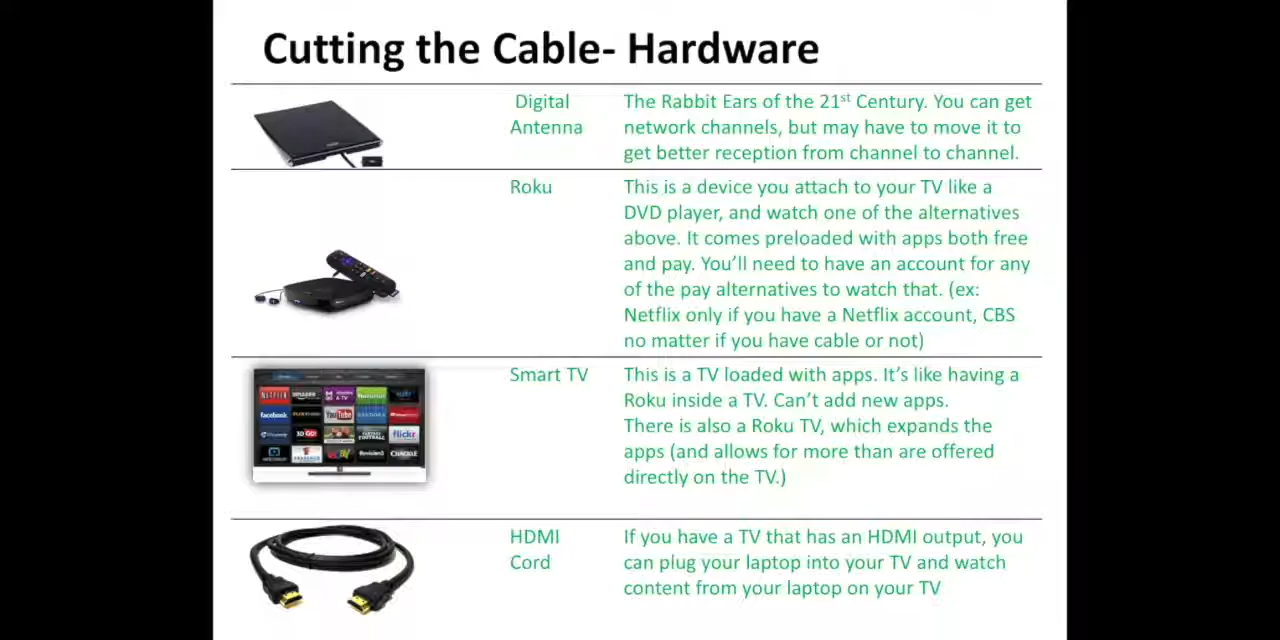 Cutting the Cable- Hardware
Digital
Antenna
The Rabbit Ears of the 21st Century. You can get
network channels, but may have to move it to
get better reception from channel to channel.
Roku
This is a device you attach to your TV like a
DVD player, and watch one of the alternatives
above. It comes preloaded with apps both free
and pay. You'll need to have an account for any
of the pay alternatives to watch that. (ex:
Netflix only if you have a Netflix account, CBS
no matter if you have cable or not)
NETFLIX
facebook
YouTube
PANDORA
flickr
ebay
CRACKLE
Smart TV
This is a TV loaded with apps. It's like having a
Roku inside a TV. Can't add new apps.
There is also a Roku TV, which expands the
apps (and allows for more than are offered
directly on the TV.)
HDMI
Cord
If you have a TV that has an HDMI output, you
can plug your laptop into your TV and watch
content from your laptop on your TV